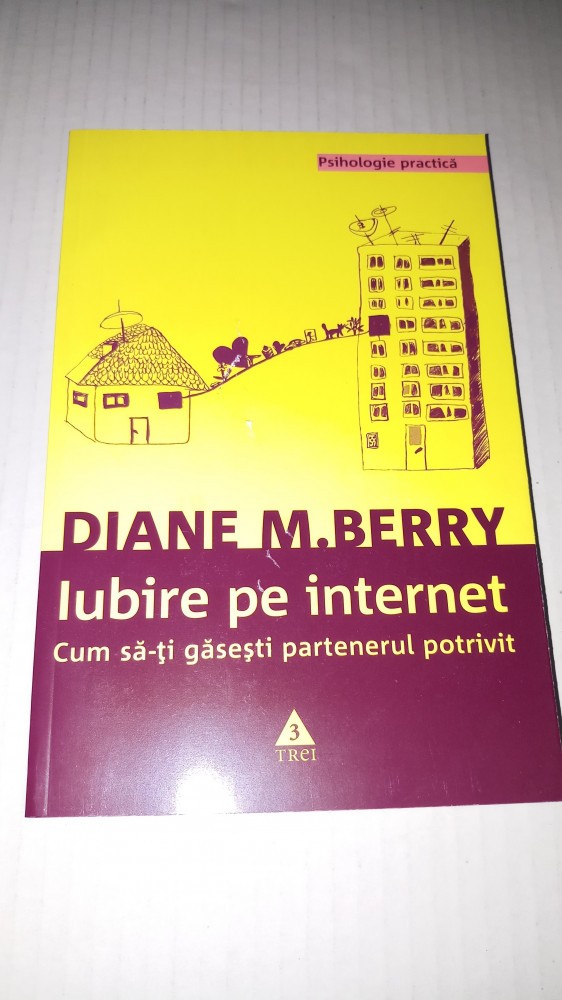 Psihologie practică
DIANE M.BERRY
Iubire pe internet
Cum să-ţi găseşti partenerul potrivit
3
TREI